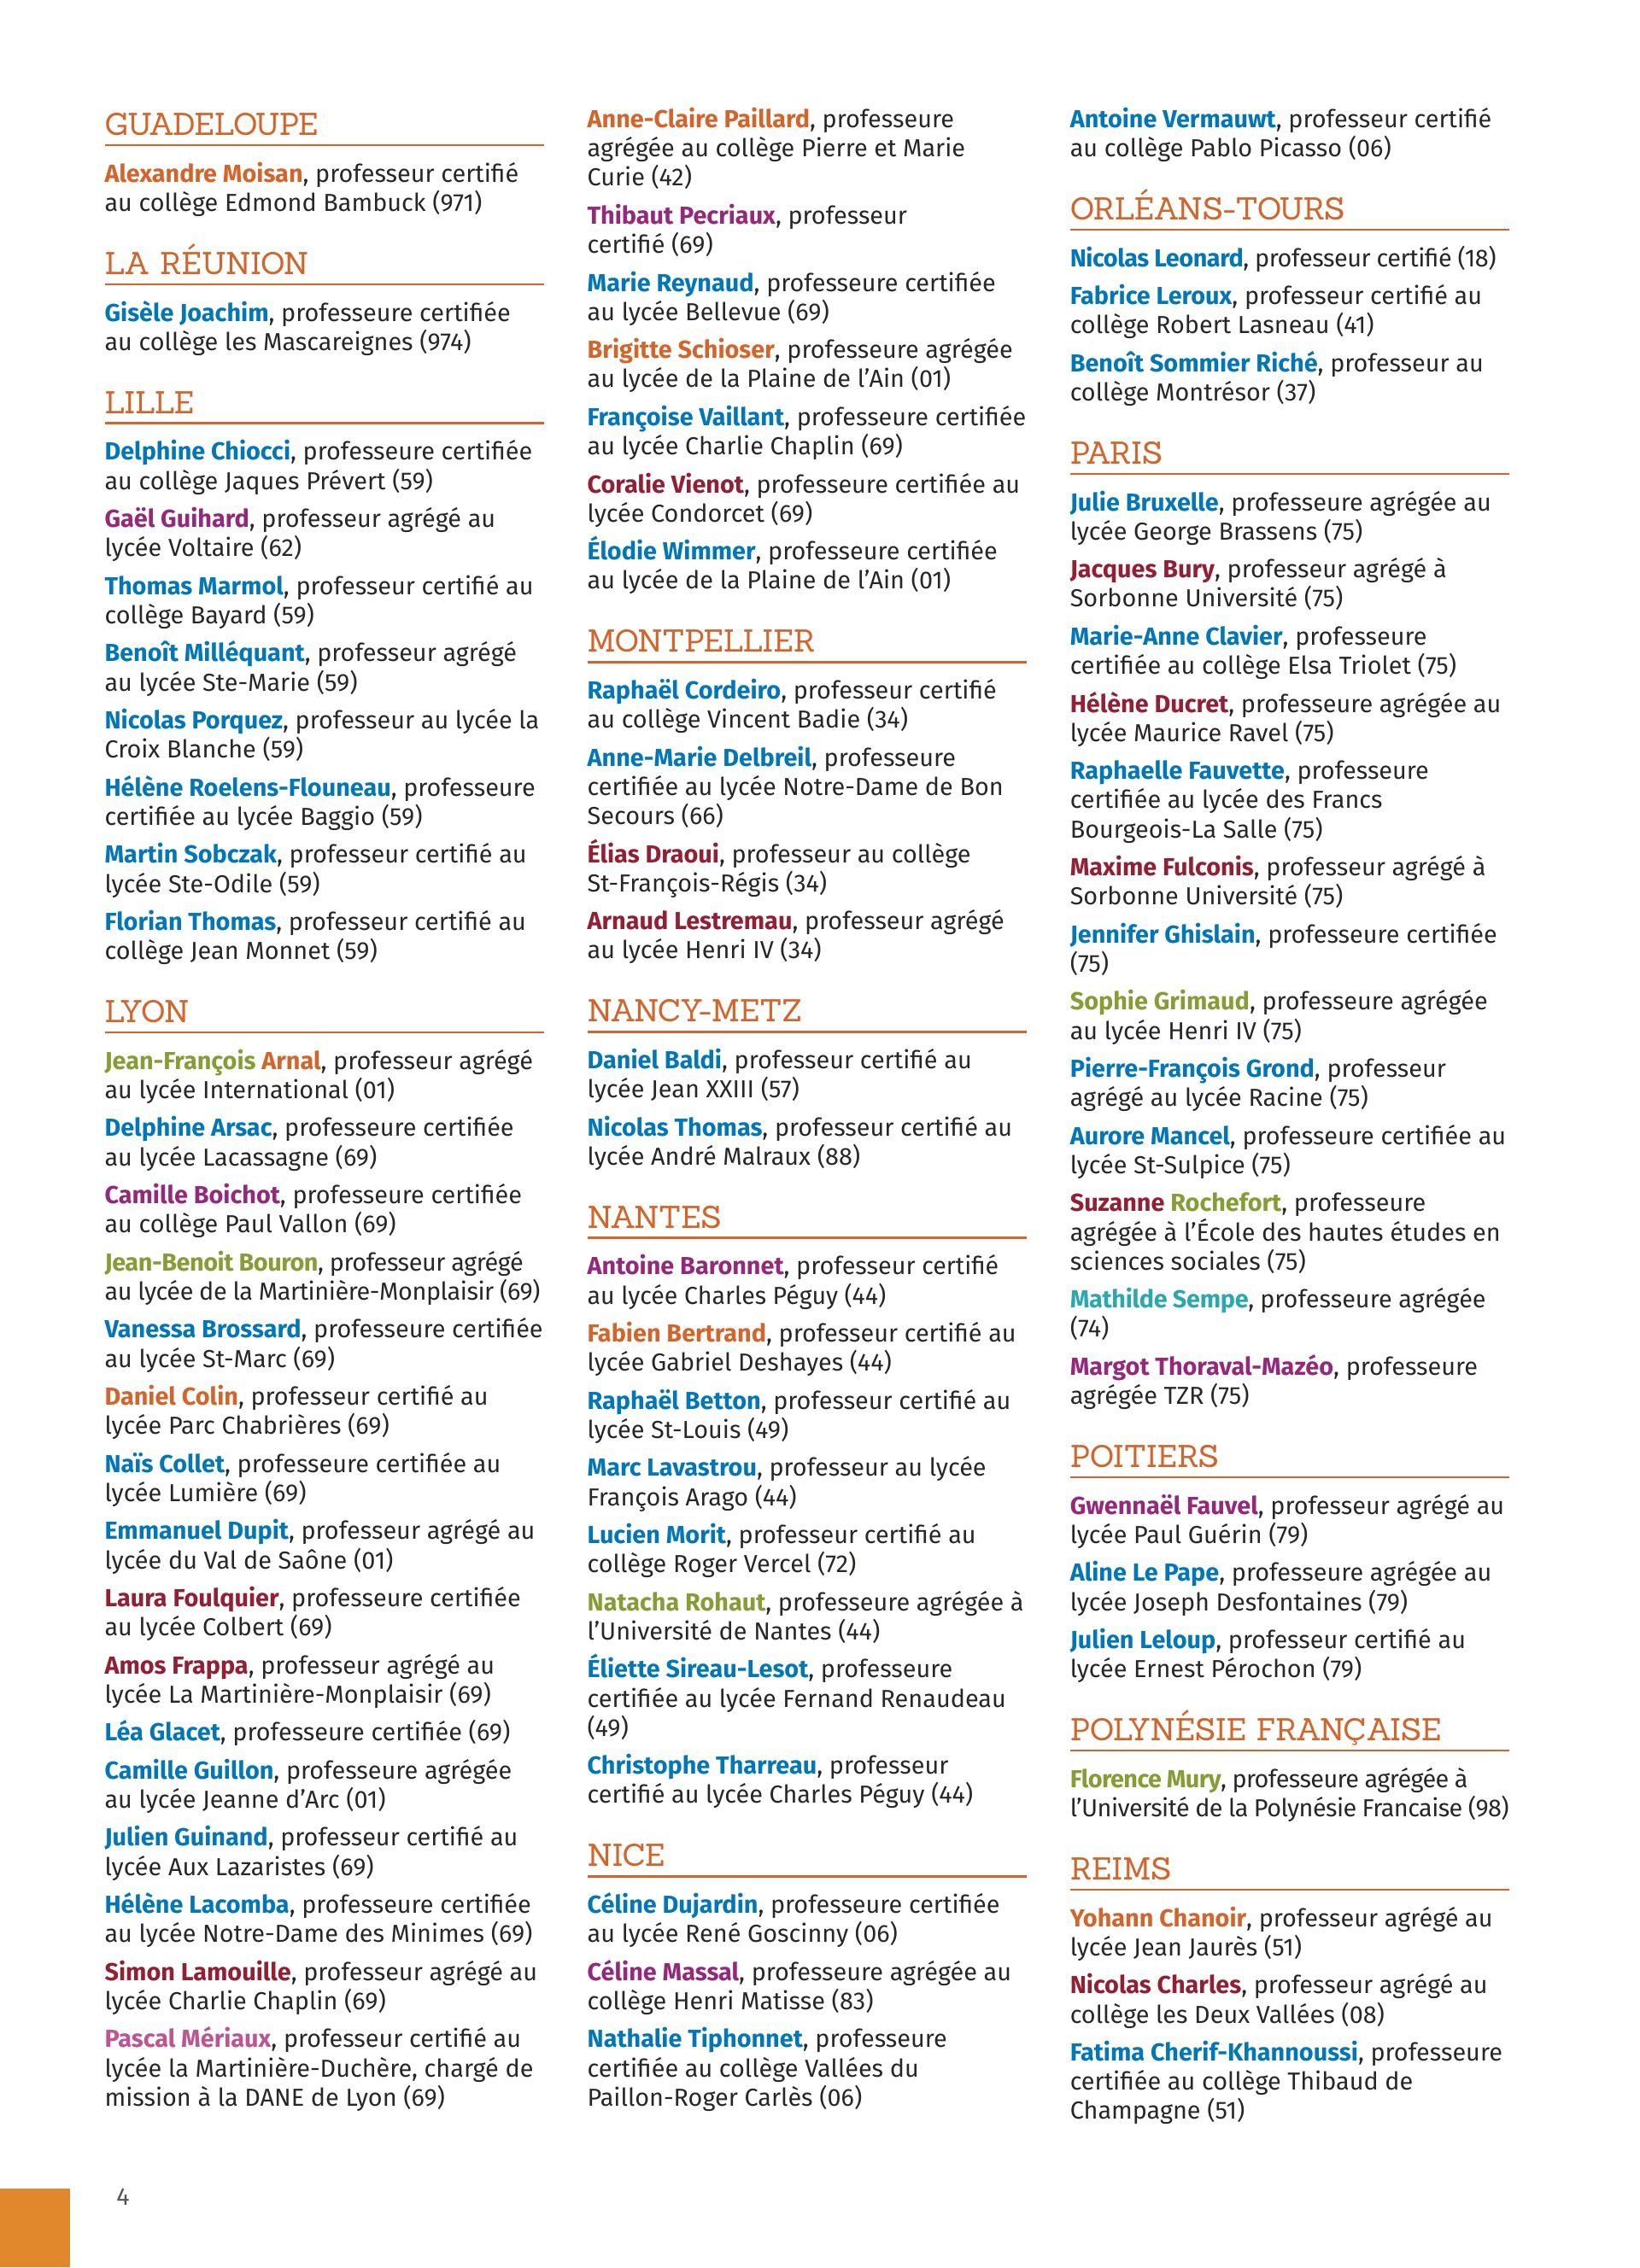 GUADELOUPE
Alexandre Moisan, professeur certifié
au collège Edmond Bambuck (971)
LA RÉUNION
Gisèle Joachim, professeure certifiée
au collège les Mascareignes (974)
LILLE
Delphine Chiocci, professeure certifiée
au collège Jaques Prévert (59)
Gaël Guihard, professeur agrégé au
lycée Voltaire (62)
Thomas Marmol, professeur certifié au
collège Bayard (59)
Benoît Milléquant, professeur agrégé
au lycée Ste-Marie (59)
Nicolas Porquez, professeur au lycée la
Croix Blanche (59)
Hélène Roelens-Flouneau, professeure
certifiée au lycée Baggio (59)
Martin Sobczak, professeur certifié au
lycée Ste-Odile (59)
Florian Thomas, professeur certifié au
collège Jean Monnet (59)
LYON
Jean-François Arnal, professeur agrégé
au lycée International (01)
Delphine Arsac, professeure certifiée
au lycée Lacassagne (69)
Camille Boichot, professeure certifiée
au collège Paul Vallon (69)
Jean-Benoit Bouron, professeur agrégé
au lycée de la Martinière-Monplaisir (69)
Vanessa Brossard, professeure certifiée
au lycée St-Marc (69)
Daniel Colin, professeur certifié au
lycée Parc Chabrières (69)
Naïs Collet, professeure certifiée au
lycée Lumière (69)
Emmanuel Dupit, professeur agrégé au
lycée du Val de Saône (01)
Laura Foulquier, professeure certifiée
au lycée Colbert (69)
Amos Frappa, professeur agrégé au
lycée La Martinière-Monplaisir (69)
Léa Glacet, professeure certifiée (69)
Camille Guillon, professeure agrégée
au lycée Jeanne d’Arc (01)
Julien Guinand, professeur certifié au
lycée Aux Lazaristes (69)
Hélène Lacomba, professeure certifiée
au lycée Notre-Dame des Minimes (69)
Simon Lamouille, professeur agrégé au
lycée Charlie Chaplin (69)
Pascal Mériaux, professeur certifié au
lycée la Martinière-Duchère, chargé de
mission à la DANE de Lyon (69)
Anne-Claire Paillard, professeure
agrégée au collège Pierre et Marie
Curie (42)
Thibaut Pecriaux, professeur
certifié (69)
Marie Reynaud, professeure certifiée
au lycée Bellevue (69)
Brigitte Schioser, professeure agrégée
au lycée de la Plaine de l’Ain (01)
Françoise Vaillant, professeure certifiée
au lycée Charlie Chaplin (69)
Coralie Vienot, professeure certifiée au
lycée Condorcet (69)
Élodie Wimmer, professeure certifiée
au lycée de la Plaine de l’Ain (01)
MONTPELLIER
Raphaël Cordeiro, professeur certifié
au collège Vincent Badie (34)
Anne-Marie Delbreil, professeure
certifiée au lycée Notre-Dame de Bon
Secours (66)
Élias Draoui, professeur au collège
St-François-Régis (34)
Arnaud Lestremau, professeur agrégé
au lycée Henri IV (34)
NANCY-METZ
Daniel Baldi, professeur certifié au
lycée Jean XXIII (57)
Nicolas Thomas, professeur certifié au
lycée André Malraux (88)
NANTES
Antoine Baronnet, professeur certifié
au lycée Charles Péguy (44)
Fabien Bertrand, professeur certifié au
lycée Gabriel Deshayes (44)
Raphaël Betton, professeur certifié au
lycée St-Louis (49)
Marc Lavastrou, professeur au lycée
François Arago (44)
Lucien Morit, professeur certifié au
collège Roger Vercel (72)
Natacha Rohaut, professeure agrégée à
l’Université de Nantes (44)
Éliette Sireau-Lesot, professeure
certifiée au lycée Fernand Renaudeau
(49)
Christophe Tharreau, professeur
certifié au lycée Charles Péguy (44)
NICE
Céline Dujardin, professeure certifiée
au lycée René Goscinny (06)
Céline Massal, professeure agrégée au
collège Henri Matisse (83)
Nathalie Tiphonnet, professeure
certifiée au collège Vallées du
Paillon-Roger Carlès (06)
Antoine Vermauwt, professeur certifié
au collège Pablo Picasso (06)
ORLÉANS-TOURS
Nicolas Leonard, professeur certifié (18)
Fabrice Leroux, professeur certifié au
collège Robert Lasneau (41)
Benoît Sommier Riché, professeur au
collège Montrésor (37)
PARIS
Julie Bruxelle, professeure agrégée au
lycée George Brassens (75)
Jacques Bury, professeur agrégé à
Sorbonne Université (75)
Marie-Anne Clavier, professeure
certifiée au collège Elsa Triolet (75)
Hélène Ducret, professeure agrégée au
lycée Maurice Ravel (75)
Raphaelle Fauvette, professeure
certifiée au lycée des Francs
Bourgeois-La Salle (75)
Maxime Fulconis, professeur agrégé à
Sorbonne Université (75)
Jennifer Ghislain, professeure certifiée
(75)
Sophie Grimaud, professeure agrégée
au lycée Henri IV (75)
Pierre-François Grond, professeur
agrégé au lycée Racine (75)
Aurore Mancel, professeure certifiée au
lycée St-Sulpice (75)
Suzanne Rochefort, professeure
agrégée à l’École des hautes études en
sciences sociales (75)
Mathilde Sempe, professeure agrégée
(74)
Margot Thoraval-Mazéo, professeure
agrégée TZR (75)
POITIERS
Gwennaël Fauvel, professeur agrégé au
lycée Paul Guérin (79)
Aline Le Pape, professeure agrégée au
lycée Joseph Desfontaines (79)
Julien Leloup, professeur certifié au
lycée Ernest Pérochon (79)
POLYNÉSIE FRANÇAISE
Florence Mury, professeure agrégée à
l’Université de la Polynésie Francaise (98)
REIMS
Yohann Chanoir, professeur agrégé au
lycée Jean Jaurès (51)
Nicolas Charles, professeur agrégé au
collège les Deux Vallées (08)
Fatima Cherif-Khannoussi, professeure
certifiée au collège Thibaud de
Champagne (51)
4